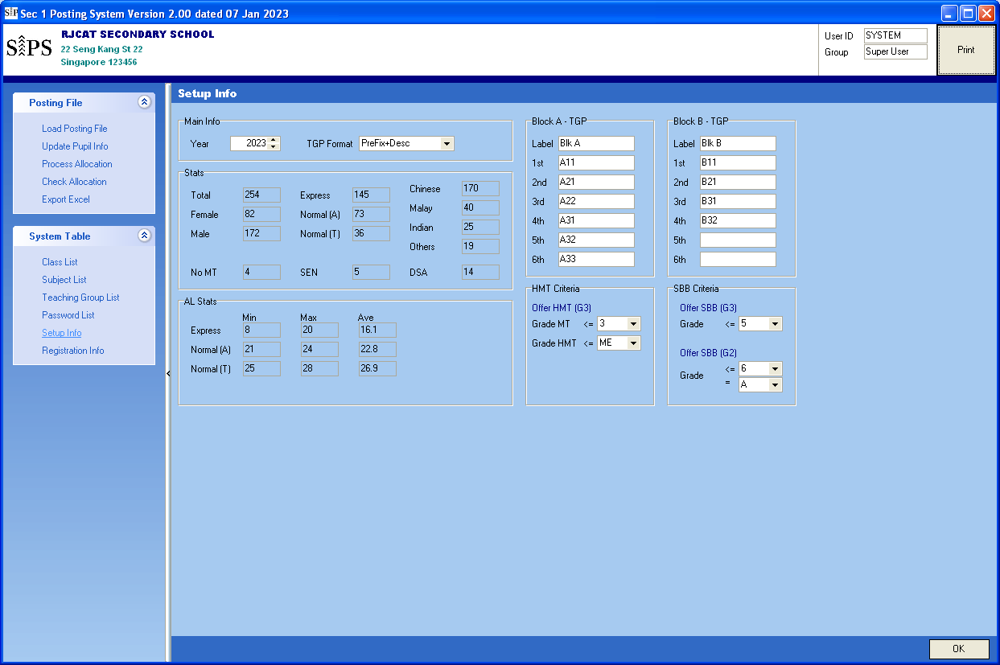 Sec 1 Posting System Version 2.00 dated 07 Jan 2023
SPS
RJCAT SECONDARY SCHOOL
22 Seng Kang St 22
Singapore 123456
User ID SYSTEM
Group Super User
Print
Posting File
Load Posting File
Update Pupil Info
Process Allocation
Check Allocation
Export Excel
System Table
Class List
Subject List
Teaching Group List
Password List
Setup Info
Registration Info
Setup Info
Main Info
Year 2023 TGP Format PreFix+Desc
Stats
Total 254 Express 145 Chinese 170
Female 82 Normal (A) 73 Malay 40
Male 172 Normal (T) 36 Indian 25
Others 19
No MT 4 SEN 5 DSA 14
AL Stats
Min Max Ave
Express 8 20 16.1
Normal (A) 21 24 22.8
Normal (T) 25 28 26.9
Block A - TGP
Label Blk A
1st A11
2nd A21
3rd A22
4th A31
5th A32
6th A33
Block B - TGP
Label Blk B
1st B11
2nd B21
3rd B31
4th B32
5th
6th
HMT Criteria
Offer HMT (G3)
Grade MT <= 3
Grade HMT <= ME
SBB Criteria
Offer SBB (G3)
Grade <= 5
Offer SBB (G2)
Grade <= 6
= A
OK